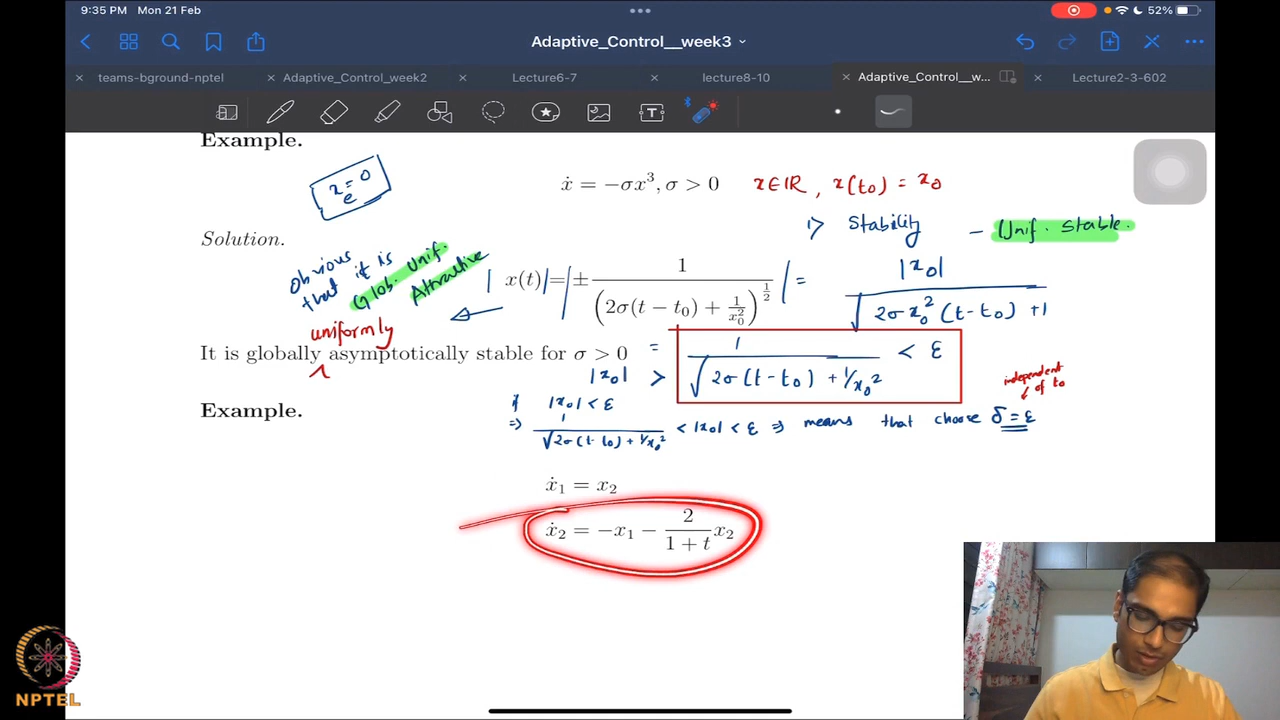 9:35 PM Mon 21 Feb
52%
Adaptive_Control__week3
teams-bground-nptel
Adaptive_Control_week2
Lecture6-7
lecture8-10
Adaptive_Control__w...
Lecture2-3-602
Example.
x_e = 0
ẋ = −σx³, σ > 0
x ∈ ℝ, x(t₀) = x₀
1> Stability – Unif. Stable.
Solution.
Obvious that it is Glob. Unif. Attractive
|x(t)| = |± 1 / (2σ(t − t₀) + 1/x₀²)^{1/2}| = |x₀| / √(2σx₀²(t − t₀) + 1)
uniformly
It is globally ^ asymptotically stable for σ > 0
= 1 / √(2σ(t − t₀) + 1/x₀²) < ε
|x₀| >
independent of t₀
Example.
if |x₀| < ε
⇒ 1 / √(2σ(t − t₀) + 1/x₀²) < |x₀| < ε ⇒ means that choose δ = ε
ẋ₁ = x₂
ẋ₂ = −x₁ − 2/(1 + t) x₂
NPTEL